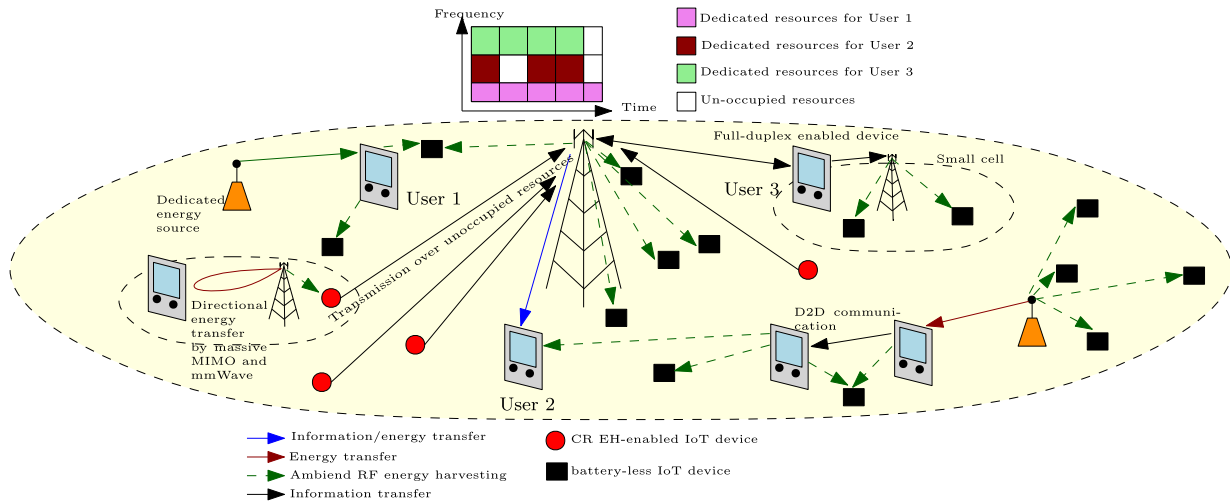 Frequency
Time
Dedicated resources for User 1
Dedicated resources for User 2
Dedicated resources for User 3
Un-occupied resources
Full-duplex enabled device
Small cell
User 1
User 3
Dedicated
energy
source
Transmission over unoccupied resources
Directional
energy
transfer
by massive
MIMO and
mmWave
D2D communi-
cation
User 2
Information/energy transfer
Energy transfer
Ambiend RF energy harvesting
Information transfer
CR EH-enabled IoT device
battery-less IoT device